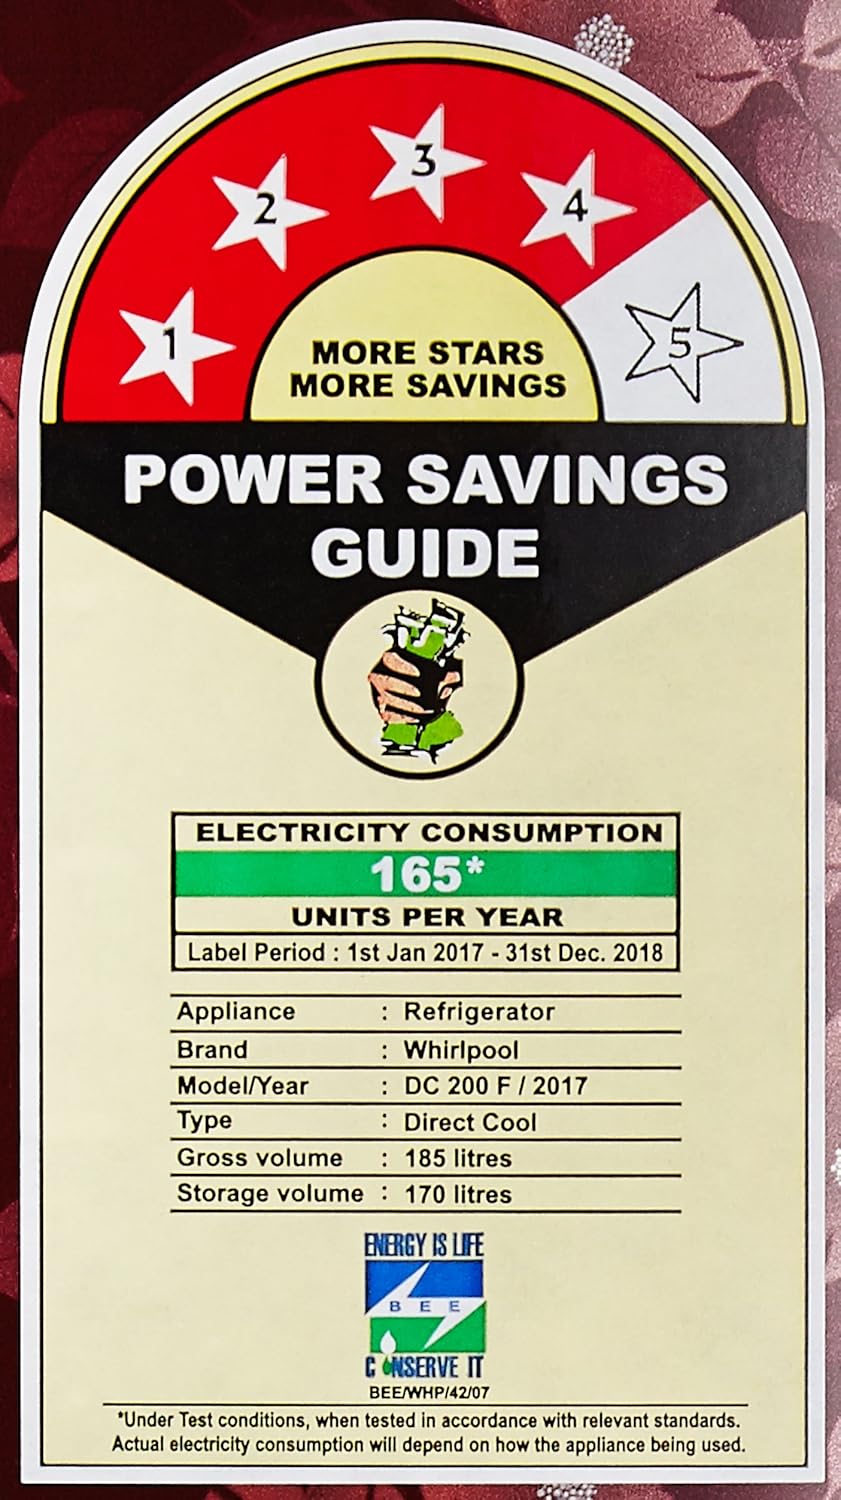 1
2
3
4
5
MORE STARS
MORE SAVINGS
POWER SAVINGS
GUIDE
ELECTRICITY CONSUMPTION
165*
UNITS PER YEAR
Label Period : 1st Jan 2017 - 31st Dec. 2018
Appliance : Refrigerator
Brand : Whirlpool
Model/Year : DC 200 F / 2017
Type : Direct Cool
Gross volume : 185 litres
Storage volume : 170 litres
ENERGY IS LIFE
BEE
CONSERVE IT
BEE/WHP/42/07
*Under Test conditions, when tested in accordance with relevant standards.
Actual electricity consumption will depend on how the appliance being used.